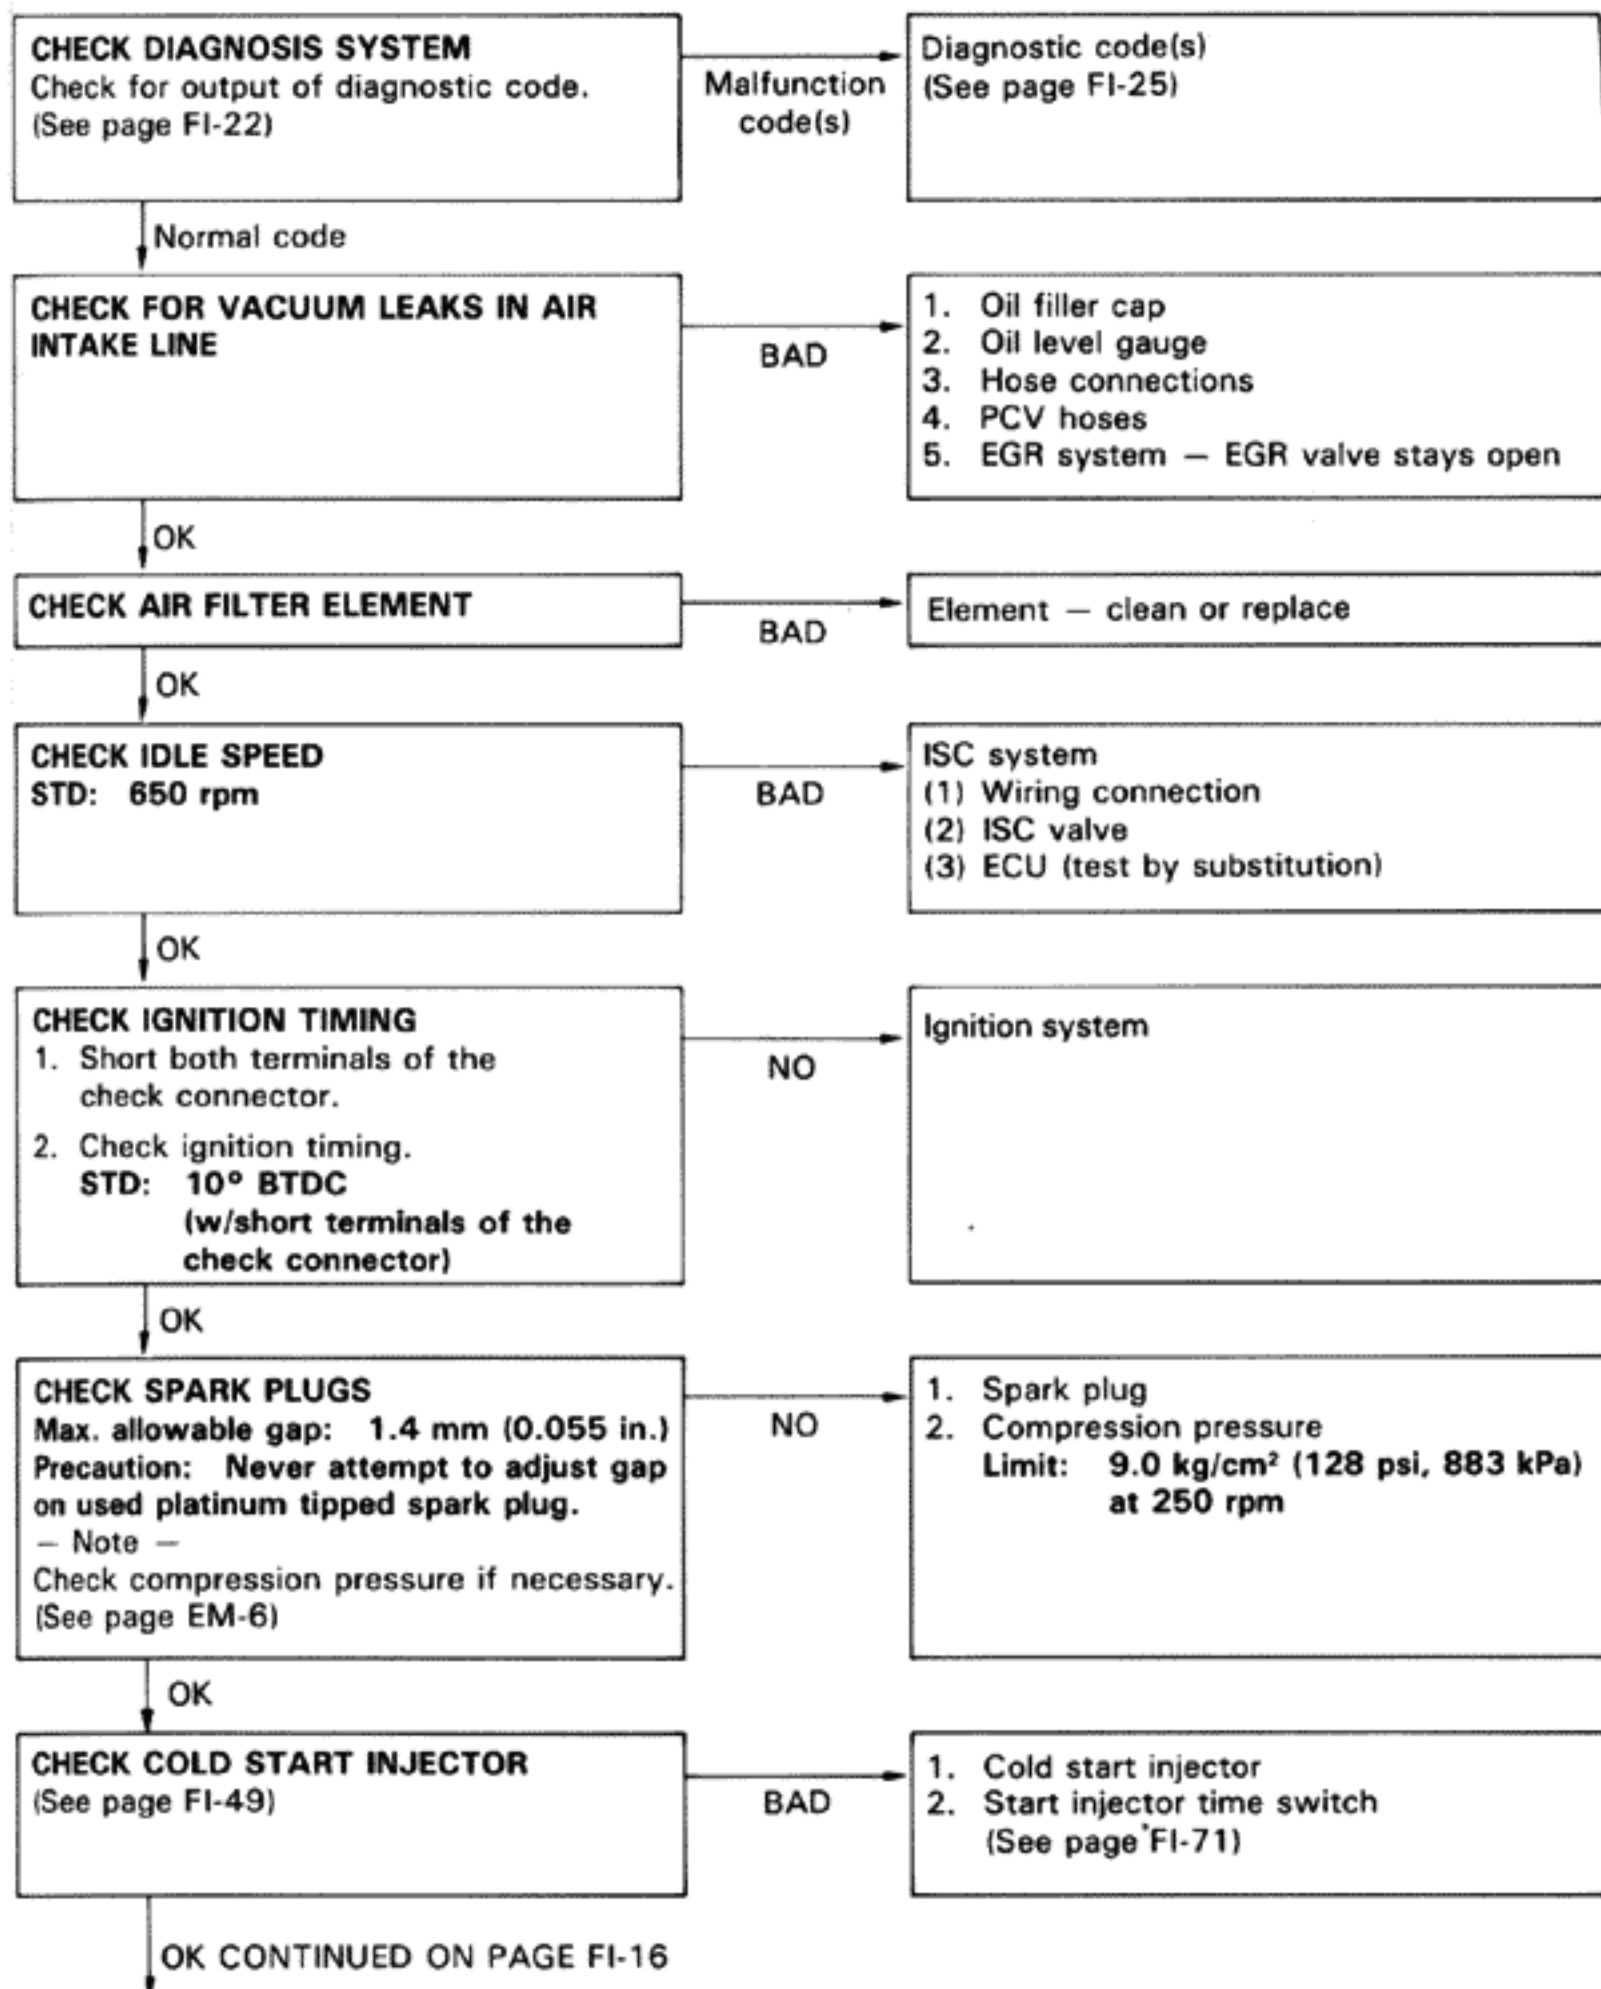 CHECK DIAGNOSIS SYSTEM
Check for output of diagnostic code.
(See page FI-22)
Malfunction
code(s)
Diagnostic code(s)
(See page FI-25)
Normal code
CHECK FOR VACUUM LEAKS IN AIR
INTAKE LINE
BAD
1. Oil filler cap
2. Oil level gauge
3. Hose connections
4. PCV hoses
5. EGR system — EGR valve stays open
OK
CHECK AIR FILTER ELEMENT
BAD
Element — clean or replace
OK
CHECK IDLE SPEED
STD: 650 rpm
BAD
ISC system
(1) Wiring connection
(2) ISC valve
(3) ECU (test by substitution)
OK
CHECK IGNITION TIMING
1. Short both terminals of the
check connector.
2. Check ignition timing.
STD: 10° BTDC
(w/short terminals of the
check connector)
NO
Ignition system
OK
CHECK SPARK PLUGS
Max. allowable gap: 1.4 mm (0.055 in.)
Precaution: Never attempt to adjust gap
on used platinum tipped spark plug.
— Note —
Check compression pressure if necessary.
(See page EM-6)
NO
1. Spark plug
2. Compression pressure
Limit: 9.0 kg/cm² (128 psi, 883 kPa)
at 250 rpm
OK
CHECK COLD START INJECTOR
(See page FI-49)
BAD
1. Cold start injector
2. Start injector time switch
(See page FI-71)
OK CONTINUED ON PAGE FI-16